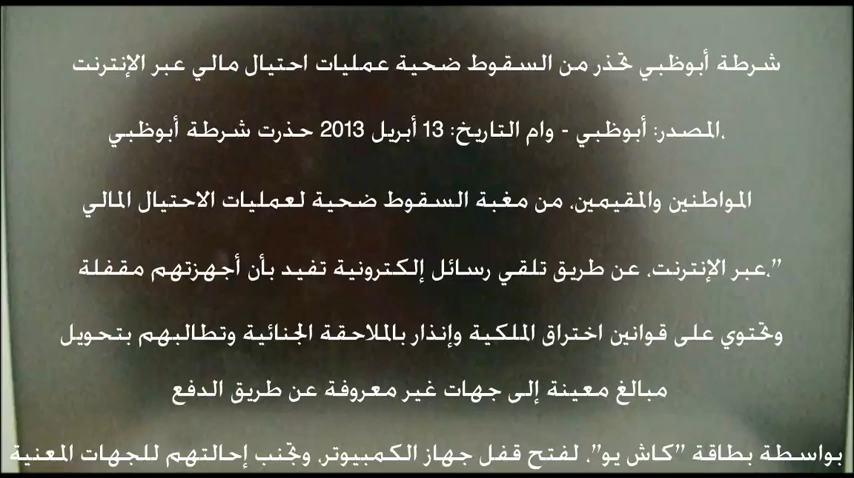 شرطة أبوظبي تحذر من السقوط ضحية عمليات احتيال مالي عبر الإنترنت
المصدر: أبوظبي - وام التاريخ: 13 أبريل 2013 حذرت شرطة أبوظبي،
المواطنين والمقيمين، من مغبة السقوط ضحية لعمليات الاحتيال المالي
”،عبر الإنترنت، عن طريق تلقي رسائل إلكترونية تفيد بأن أجهزتهم مقفلة
وتحتوي على قوانين اختراق الملكية وإنذار بالملاحقة الجنائية وتطالبهم بتحويل
مبالغ معينة إلى جهات غير معروفة عن طريق الدفع
بواسطة بطاقة ”كاش يو”، لفتح قفل جهاز الكمبيوتر، وتجنب إحالتهم للجهات المعنية